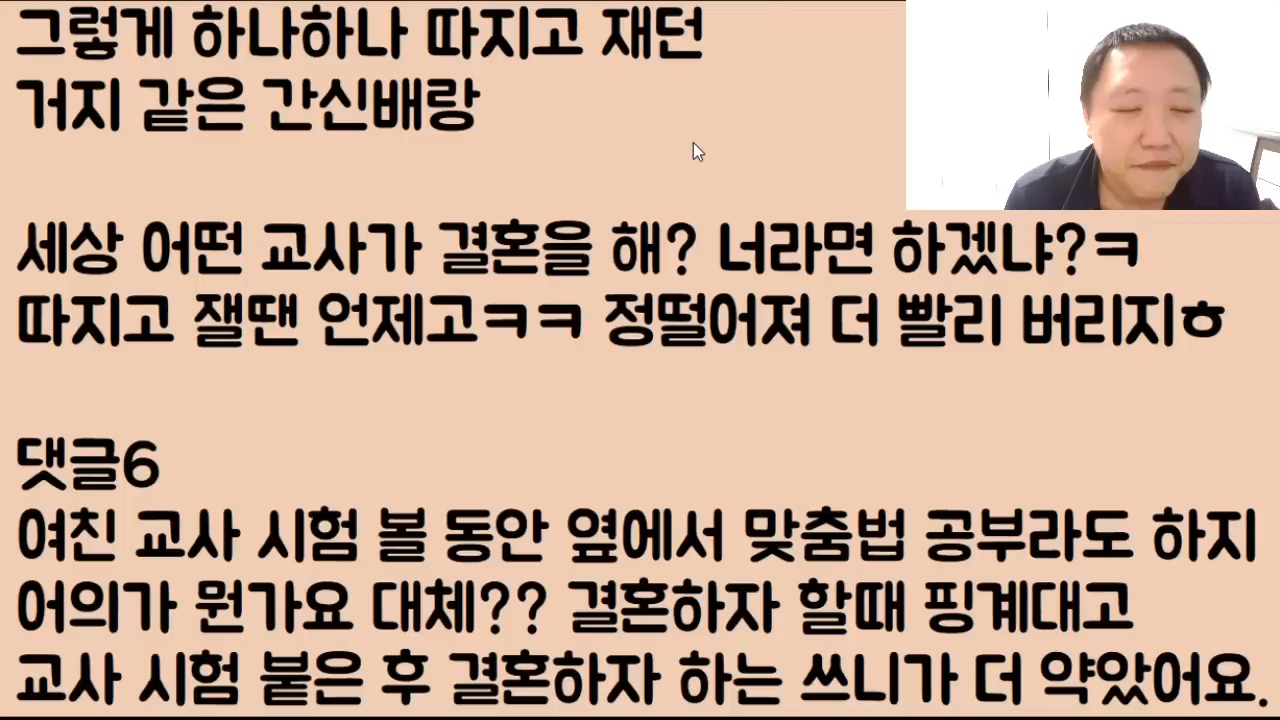 그렇게 하나하나 따지고 재던
거지 같은 간신배랑
세상 어떤 교사가 결혼을 해? 너라면 하겠냐?ㅋ
따지고 잴땐 언제고ㅋㅋ 정떨어져 더 빨리 버리지ㅎ
댓글6
여친 교사 시험 볼 동안 옆에서 맞춤법 공부라도 하지
어의가 뭔가요 대체?? 결혼하자 할때 핑계대고
교사 시험 붙은 후 결혼하자 하는 쓰니가 더 약았어요.